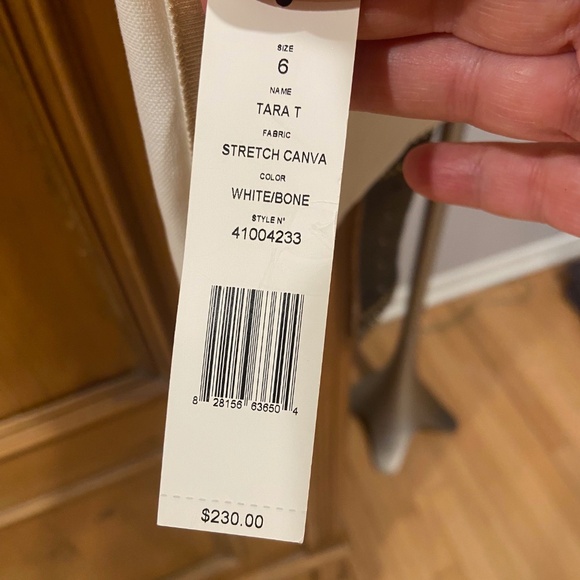 SIZE
6
NAME
TARA T
FABRIC
STRETCH CANVA
COLOR
WHITE/BONE
STYLE N°
41004233
8 28156 63650 4
$230.00